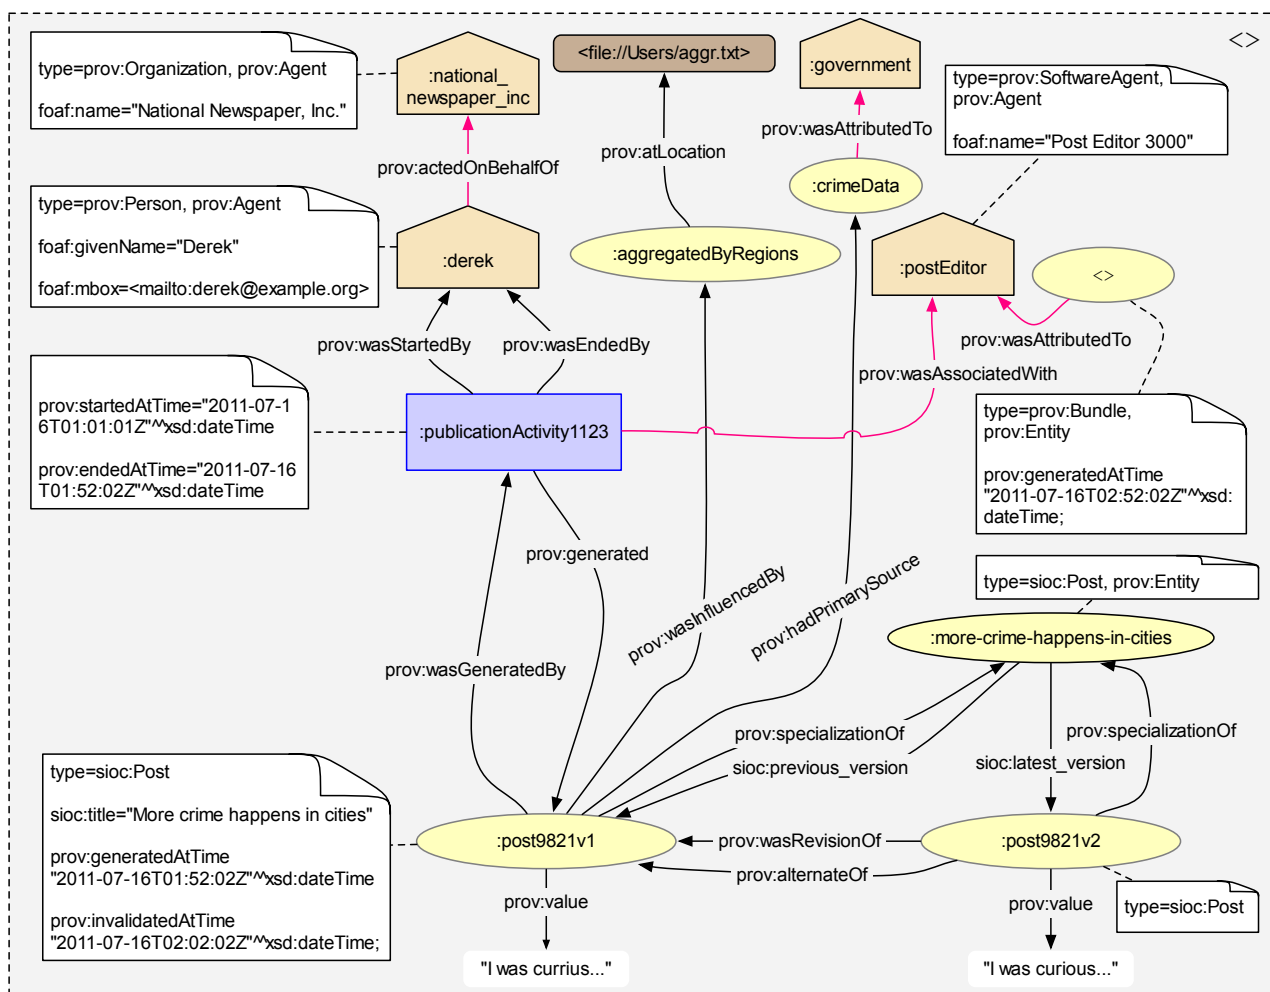 <>
type=prov:Organization, prov:Agent
foaf:name="National Newspaper, Inc."
:national_
newspaper_inc
<file://Users/aggr.txt>
:government
type=prov:SoftwareAgent,
prov:Agent
foaf:name="Post Editor 3000"
prov:actedOnBehalfOf
prov:atLocation
prov:wasAttributedTo
:crimeData
type=prov:Person, prov:Agent
foaf:givenName="Derek"
foaf:mbox=<mailto:derek@example.org>
:derek
:aggregatedByRegions
:postEditor
<>
prov:wasStartedBy
prov:wasEndedBy
prov:wasAttributedTo
prov:wasAssociatedWith
prov:startedAtTime="2011-07-1
6T01:01:01Z"^^xsd:dateTime
prov:endedAtTime="2011-07-16
T01:52:02Z"^^xsd:dateTime
:publicationActivity1123
type=prov:Bundle,
prov:Entity
prov:generatedAtTime
"2011-07-16T02:52:02Z"^^xsd:
dateTime;
prov:generated
prov:wasGeneratedBy
prov:wasInfluencedBy
prov:hadPrimarySource
type=sioc:Post, prov:Entity
:more-crime-happens-in-cities
prov:specializationOf
sioc:previous_version
prov:specializationOf
sioc:latest_version
type=sioc:Post
sioc:title="More crime happens in cities"
prov:generatedAtTime
"2011-07-16T01:52:02Z"^^xsd:dateTime
prov:invalidatedAtTime
"2011-07-16T02:02:02Z"^^xsd:dateTime;
:post9821v1
prov:wasRevisionOf
prov:alternateOf
:post9821v2
type=sioc:Post
prov:value
prov:value
"I was currius..."
"I was curious..."